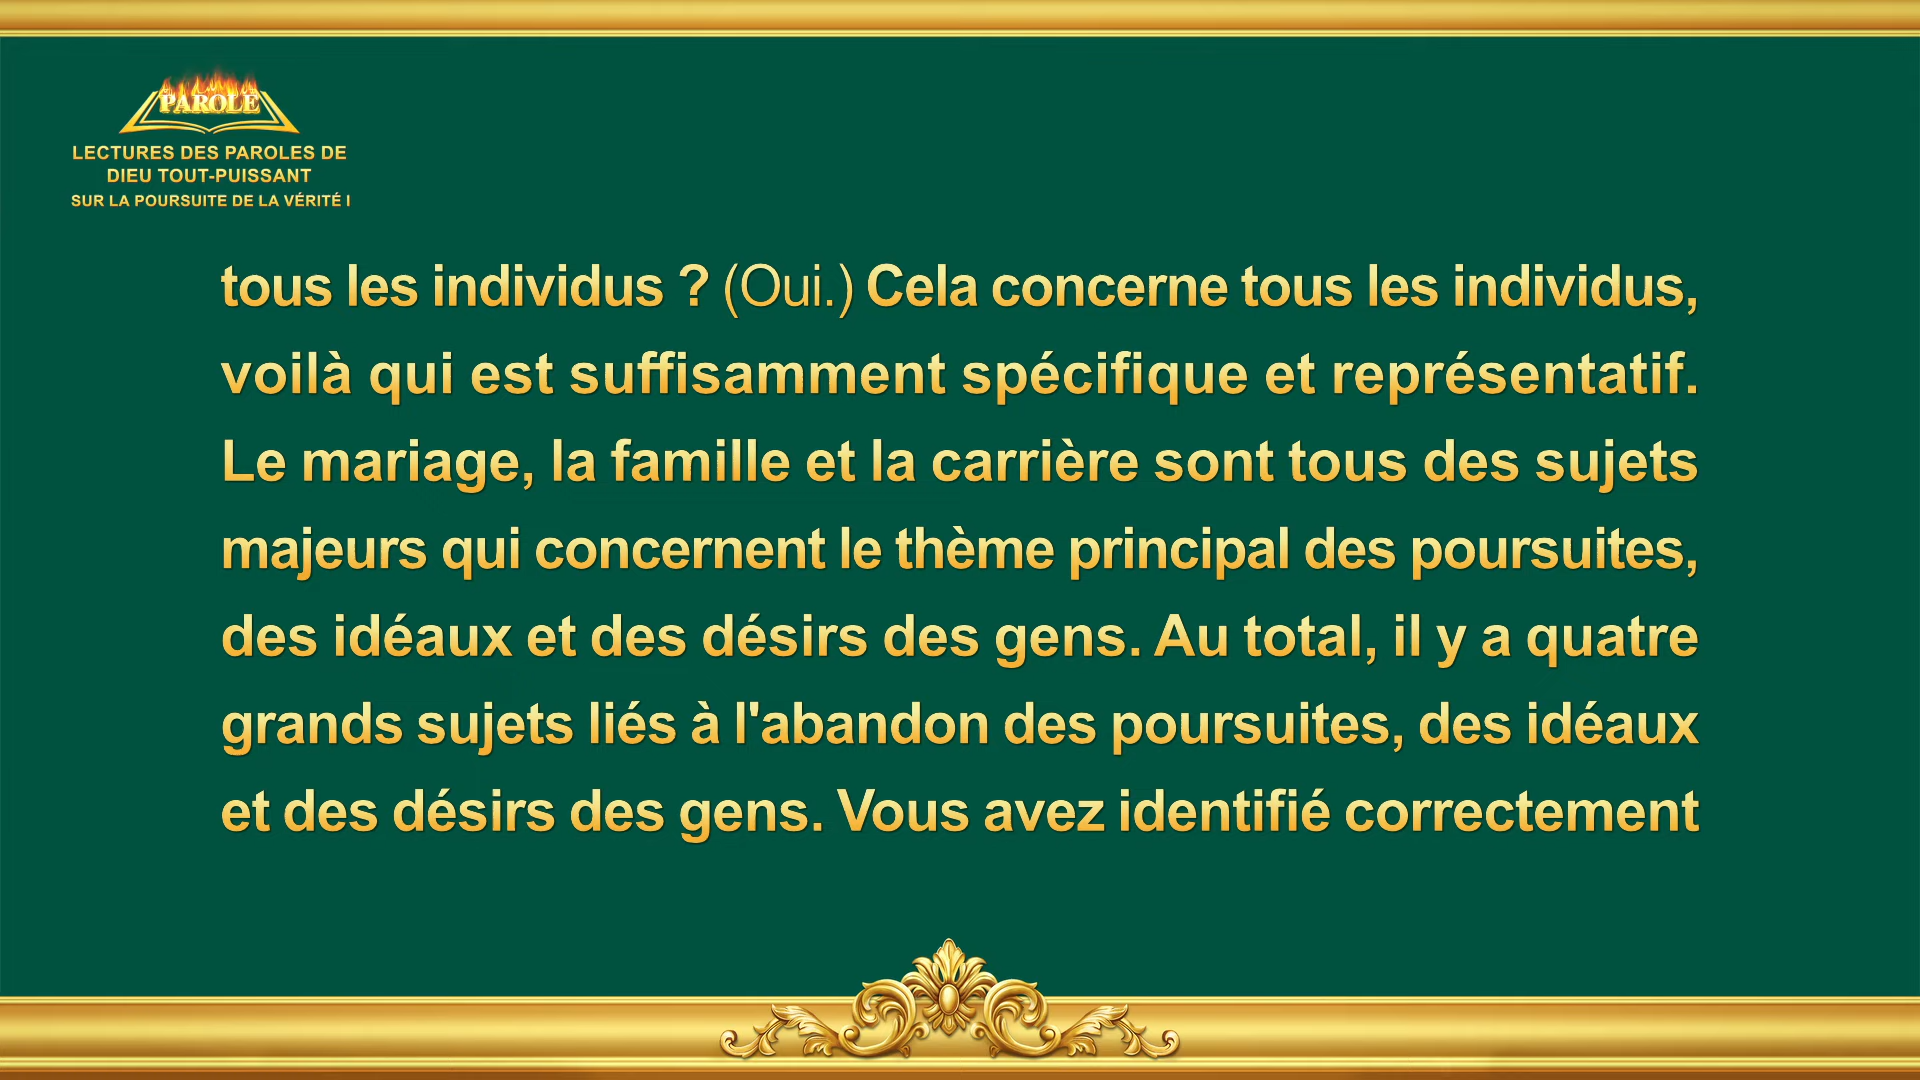 PAROLE
LECTURES DES PAROLES DE
DIEU TOUT-PUISSANT
SUR LA POURSUITE DE LA VÉRITÉ I
tous les individus ? (Oui.) Cela concerne tous les individus,
voilà qui est suffisamment spécifique et représentatif.
Le mariage, la famille et la carrière sont tous des sujets
majeurs qui concernent le thème principal des poursuites,
des idéaux et des désirs des gens. Au total, il y a quatre
grands sujets liés à l'abandon des poursuites, des idéaux
et des désirs des gens. Vous avez identifié correctement